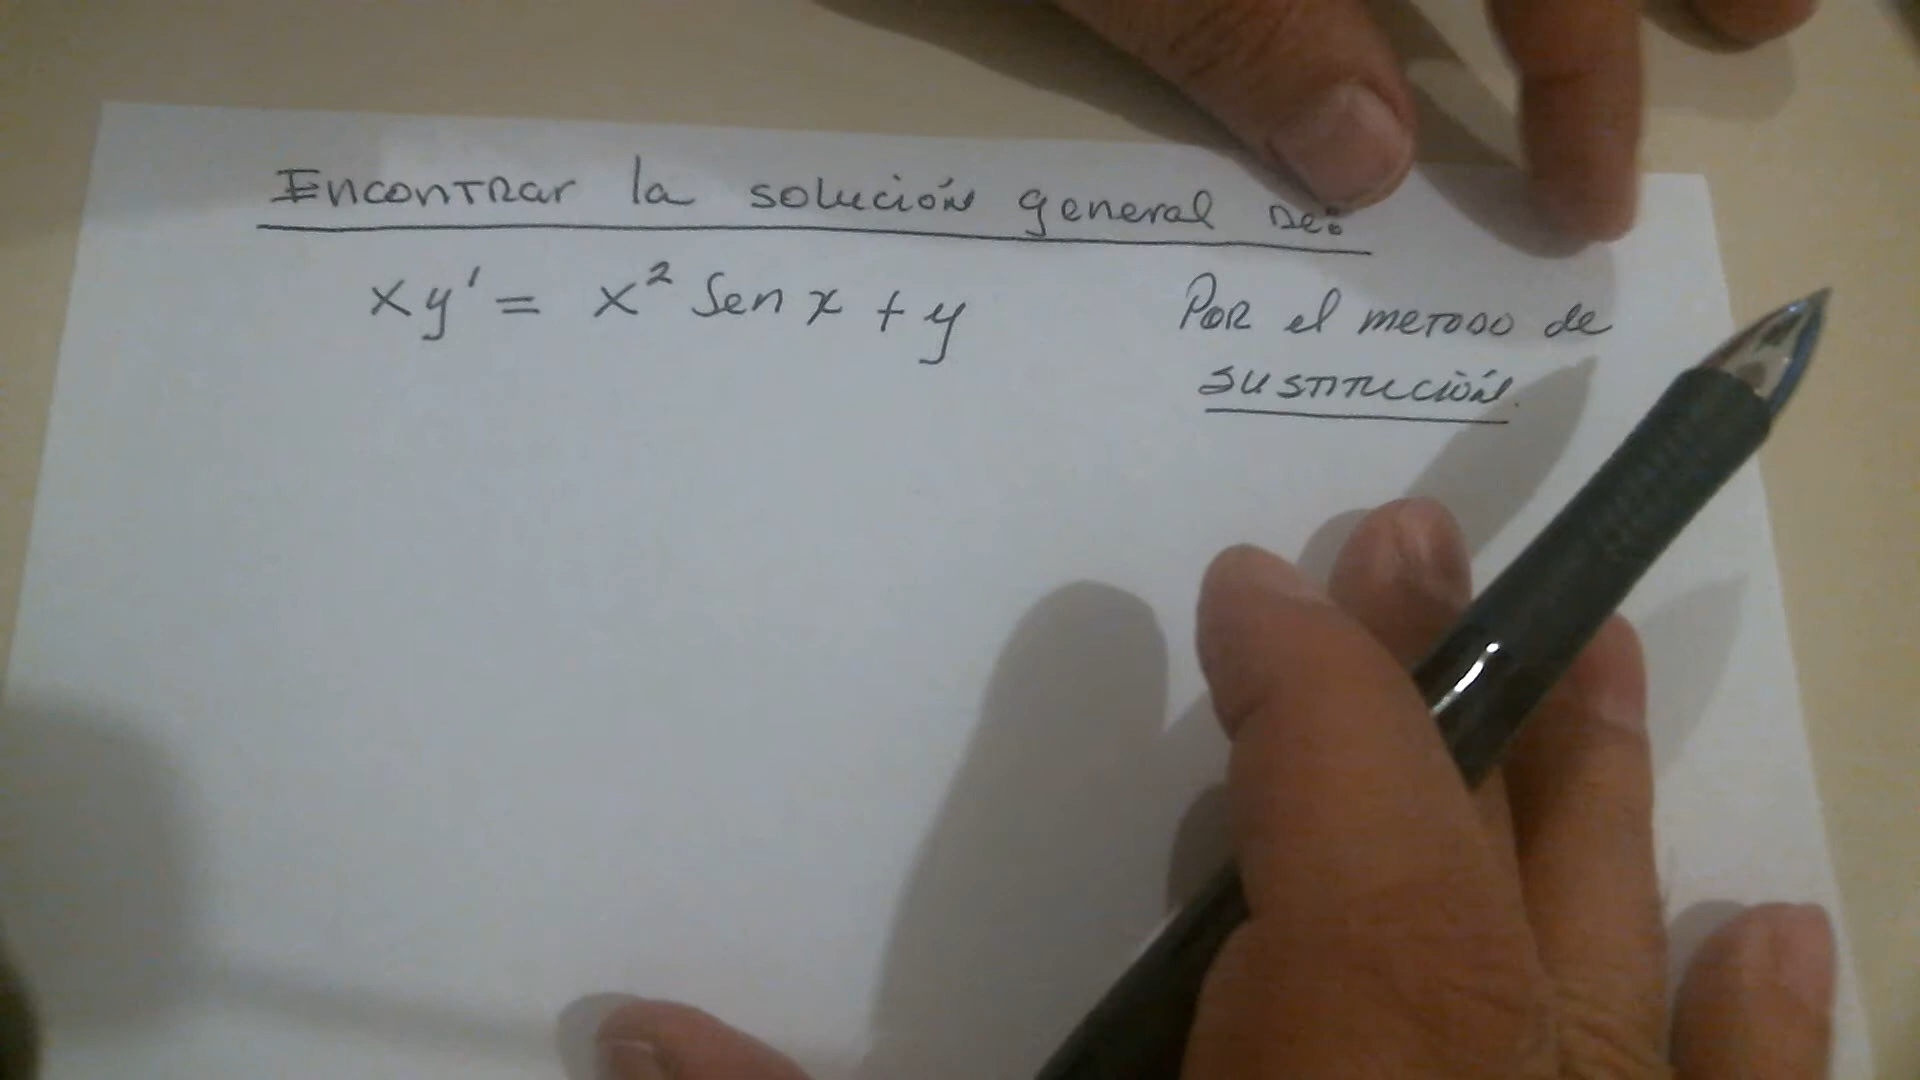 Encontrar la solución general de:
xy' = x² Sen x + y
Por el metodo de
sustitución.